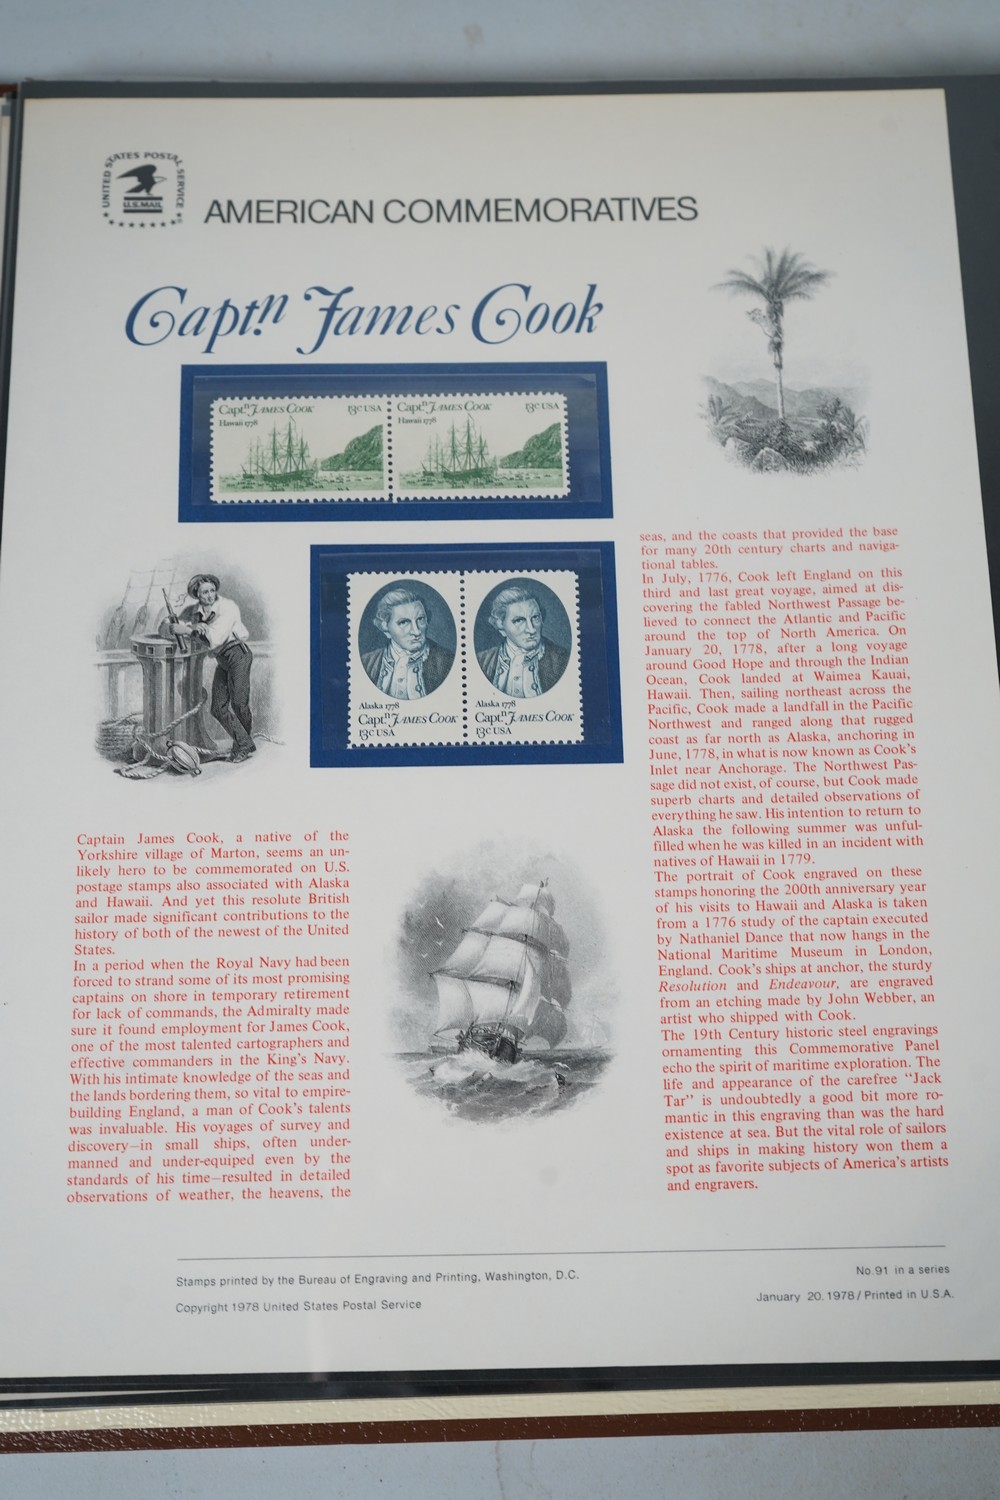 UNITED STATES POSTAL SERVICE
U.S.MAIL
AMERICAN COMMEMORATIVES
Captn. James Cook
Captn. JAMES COOK 13c USA
Hawaii 1778
Captn. JAMES COOK 13c USA
Hawaii 1778
Alaska 1778
Captn. JAMES COOK
13c USA
Alaska 1778
Captn. JAMES COOK
13c USA
Captain James Cook, a native of the
Yorkshire village of Marton, seems an un-
likely hero to be commemorated on U.S.
postage stamps also associated with Alaska
and Hawaii. And yet this resolute British
sailor made significant contributions to the
history of both of the newest of the United
States.
In a period when the Royal Navy had been
forced to strand some of its most promising
captains on shore in temporary retirement
for lack of commands, the Admiralty made
sure it found employment for James Cook,
one of the most talented cartographers and
effective commanders in the King's Navy.
With his intimate knowledge of the seas and
the lands bordering them, so vital to empire-
building England, a man of Cook's talents
was invaluable. His voyages of survey and
discovery—in small ships, often under-
manned and under-equiped even by the
standards of his time—resulted in detailed
observations of weather, the heavens, the
seas, and the coasts that provided the base
for many 20th century charts and naviga-
tional tables.
In July, 1776, Cook left England on this
third and last great voyage, aimed at dis-
covering the fabled Northwest Passage be-
lieved to connect the Atlantic and Pacific
around the top of North America. On
January 20, 1778, after a long voyage
around Good Hope and through the Indian
Ocean, Cook landed at Waimea Kauai,
Hawaii. Then, sailing northeast across the
Pacific, Cook made a landfall in the Pacific
Northwest and ranged along that rugged
coast as far north as Alaska, anchoring in
June, 1778, in what is now known as Cook's
Inlet near Anchorage. The Northwest Pas-
sage did not exist, of course, but Cook made
superb charts and detailed observations of
everything he saw. His intention to return to
Alaska the following summer was unful-
filled when he was killed in an incident with
natives of Hawaii in 1779.
The portrait of Cook engraved on these
stamps honoring the 200th anniversary year
of his visits to Hawaii and Alaska is taken
from a 1776 study of the captain executed
by Nathaniel Dance that now hangs in the
National Maritime Museum in London,
England. Cook's ships at anchor, the sturdy
Resolution and Endeavour, are engraved
from an etching made by John Webber, an
artist who shipped with Cook.
The 19th Century historic steel engravings
ornamenting this Commemorative Panel
echo the spirit of maritime exploration. The
life and appearance of the carefree "Jack
Tar" is undoubtedly a good bit more ro-
mantic in this engraving than was the hard
existence at sea. But the vital role of sailors
and ships in making history won them a
spot as favorite subjects of America's artists
and engravers.
Stamps printed by the Bureau of Engraving and Printing, Washington, D.C.
Copyright 1978 United States Postal Service
No.91 in a series
January 20.1978/Printed in U.S.A.